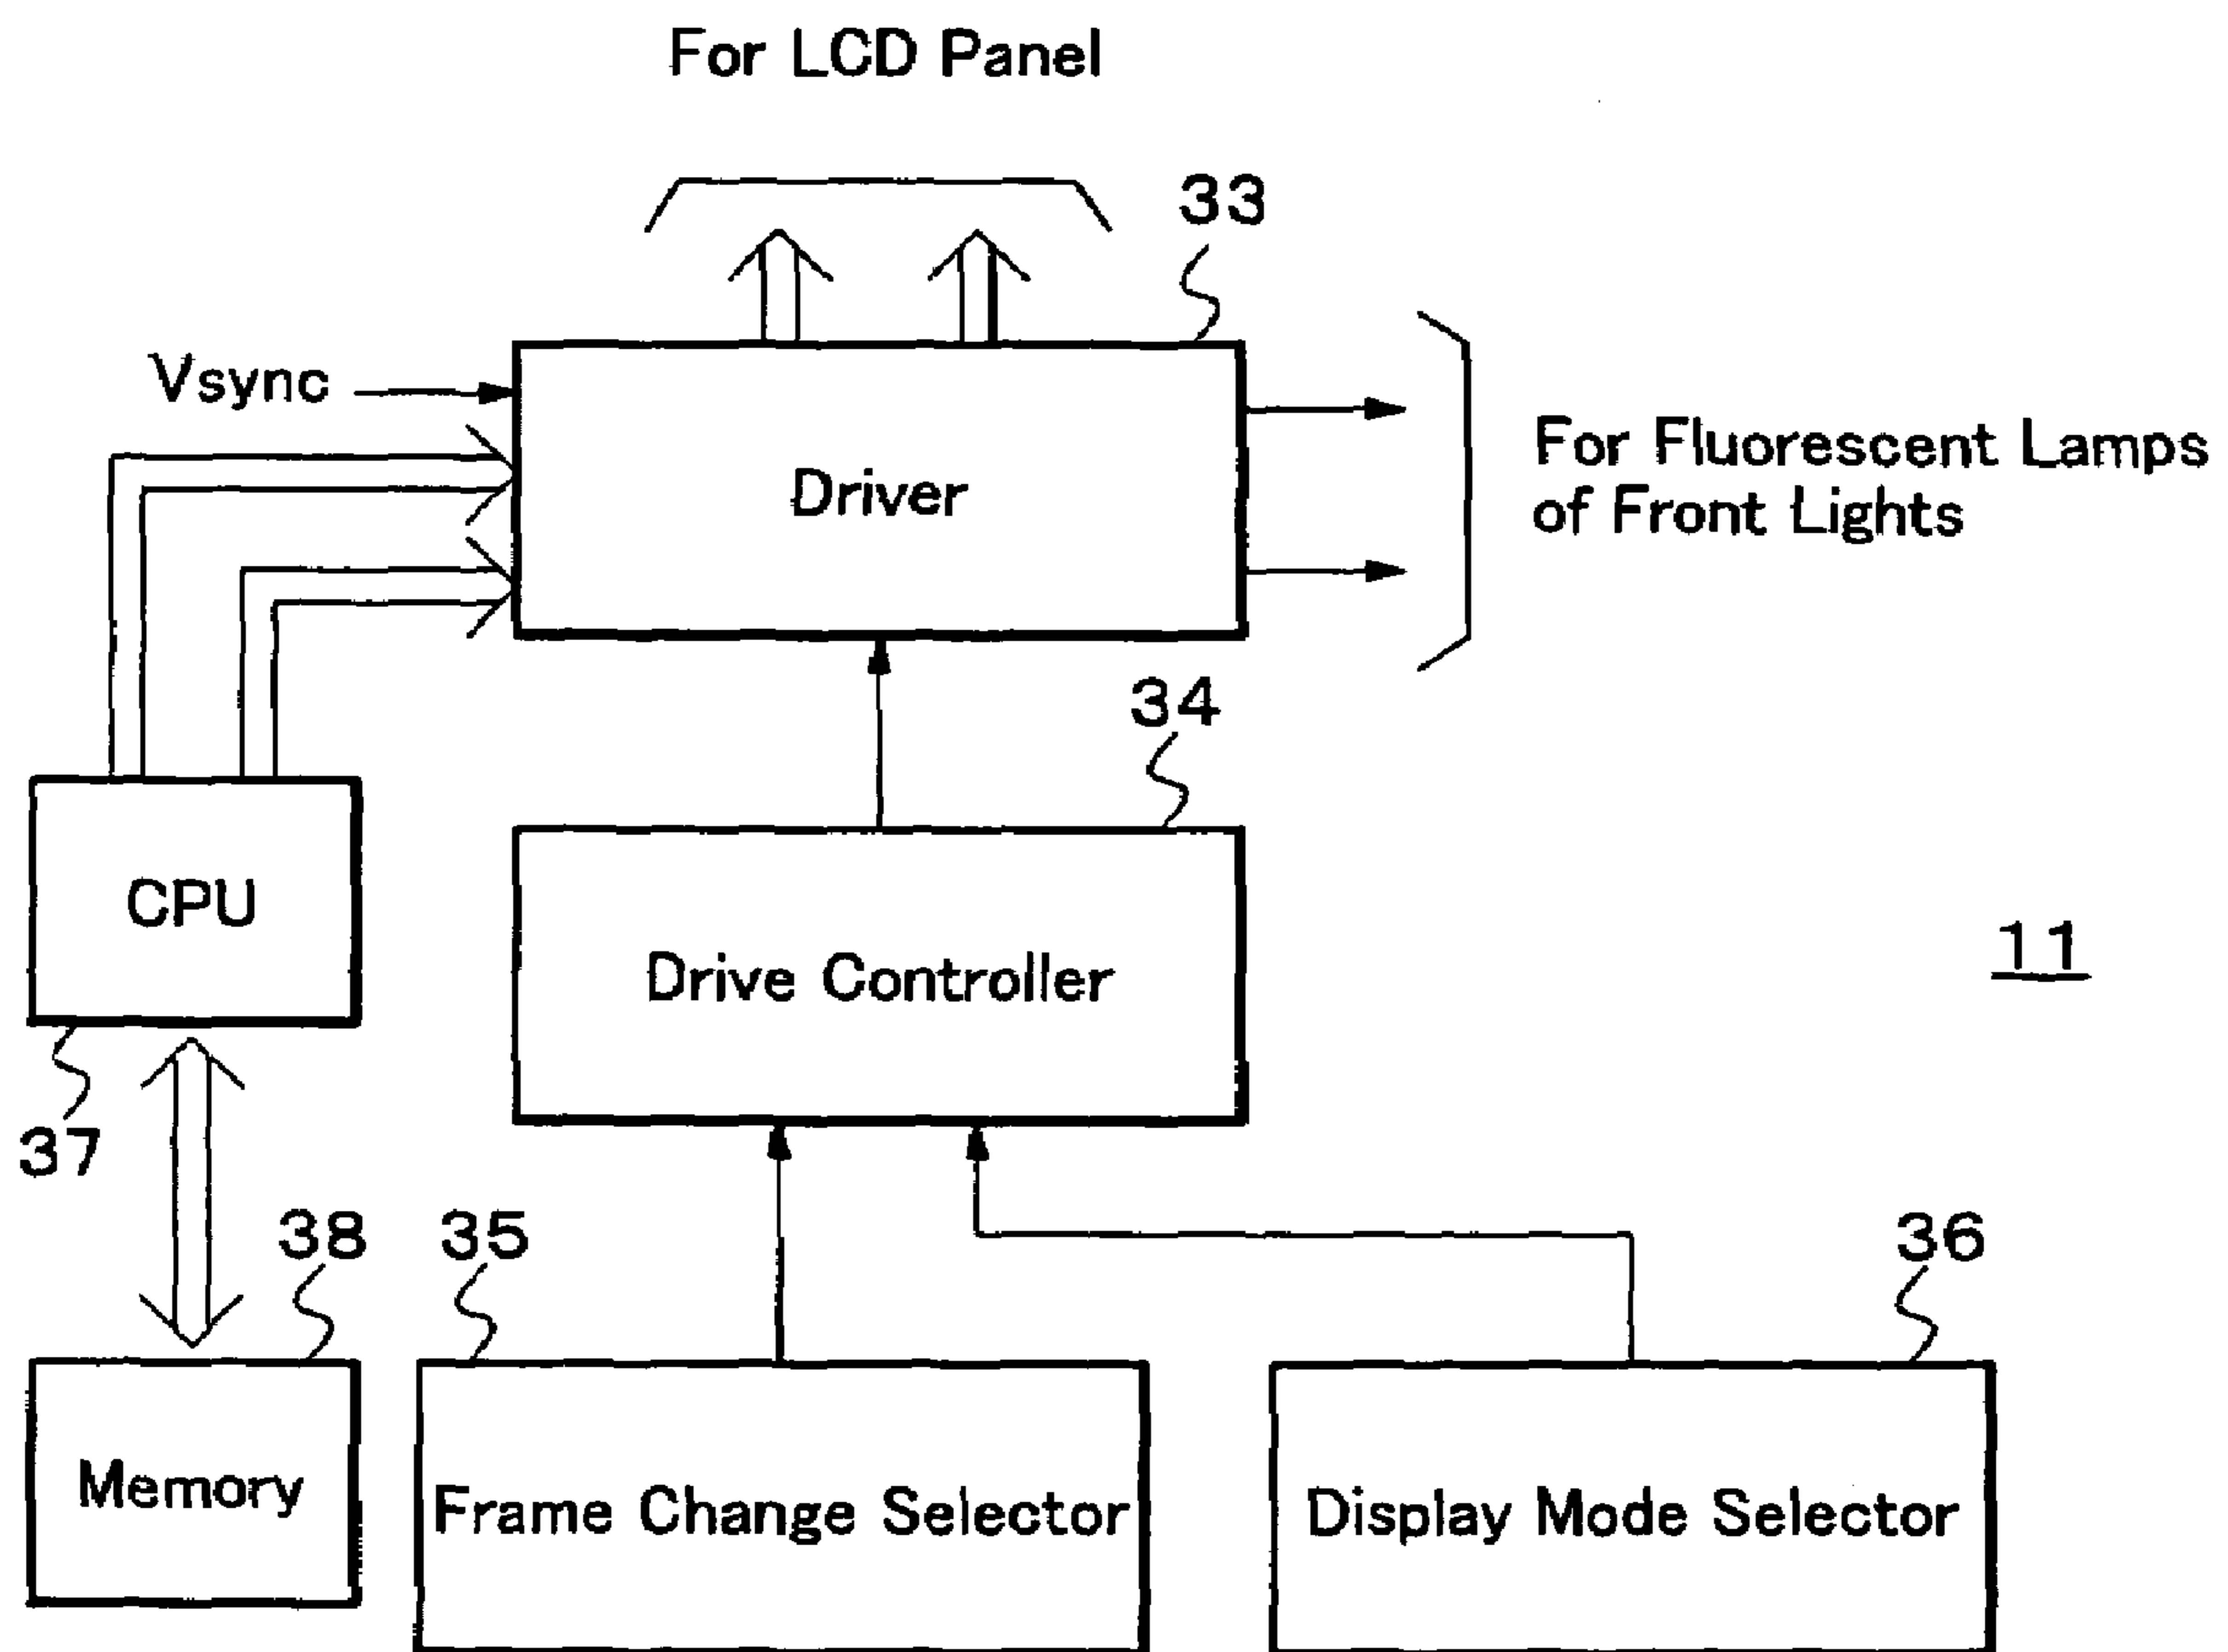 For LCD Panel
33
Vsync
Driver
For Fluorescent Lamps
of Front Lights
34
CPU
Drive Controller
11
37
38
35
36
Memory
Frame Change Selector
Display Mode Selector